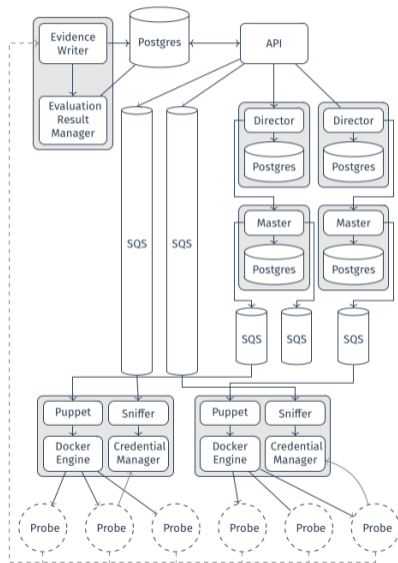 Evidence
Writer
Postgres
API
Evaluation
Result
Manager
Director
Director
Postgres
Postgres
SQS
SQS
Master
Master
Postgres
Postgres
SQS
SQS
SQS
Puppet
Sniffer
Puppet
Sniffer
Docker
Engine
Credential
Manager
Docker
Engine
Credential
Manager
Probe
Probe
Probe
Probe
Probe
Probe